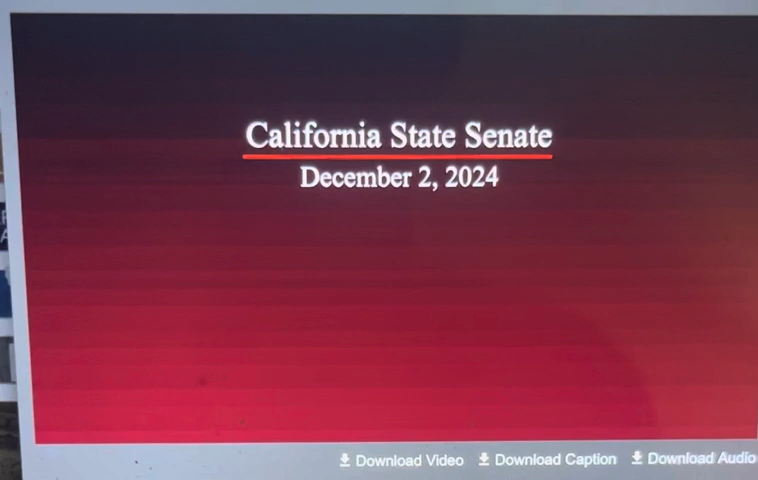 California State Senate
December 2, 2024
Download Video Download Caption Download Audio